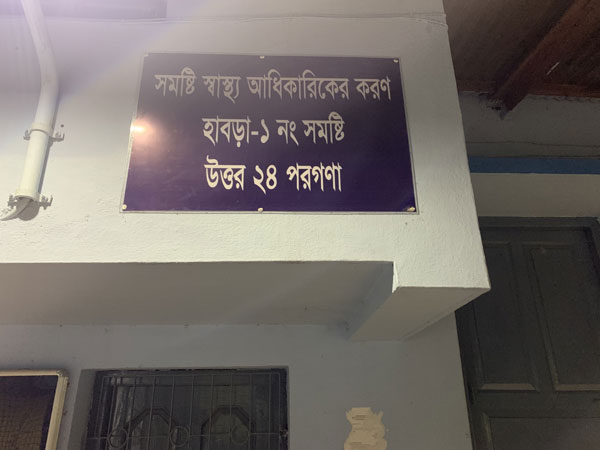 সমষ্টি স্বাস্থ্য আধিকারিকের করণ
হাবড়া-১ নং সমষ্টি
উত্তর ২৪ পরগণা